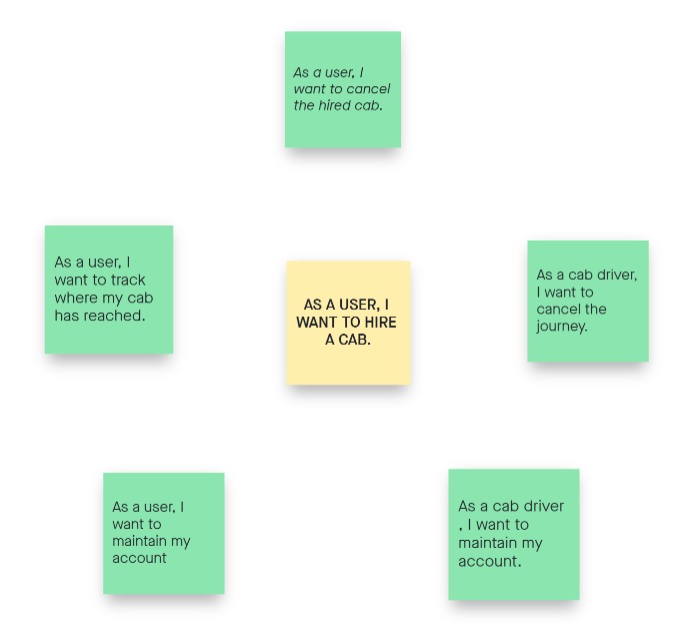 As a user, I
want to cancel
the hired cab.
As a user, I
want to track
where my cab
has reached.
AS A USER, I
WANT TO HIRE
A CAB.
As a cab driver,
I want to
cancel the
journey.
As a user, I
want to
maintain my
account
As a cab driver
, I want to
maintain my
account.